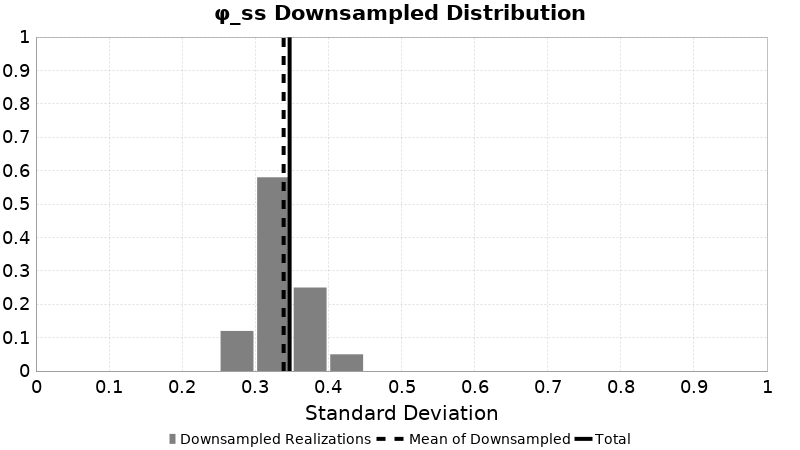 φ_ss Downsampled Distribution
1
0.9
0.8
0.7
0.6
0.5
0.4
0.3
0.2
0.1
0
0 0.1 0.2 0.3 0.4 0.5 0.6 0.7 0.8 0.9 1
Standard Deviation
Downsampled Realizations Mean of Downsampled Total